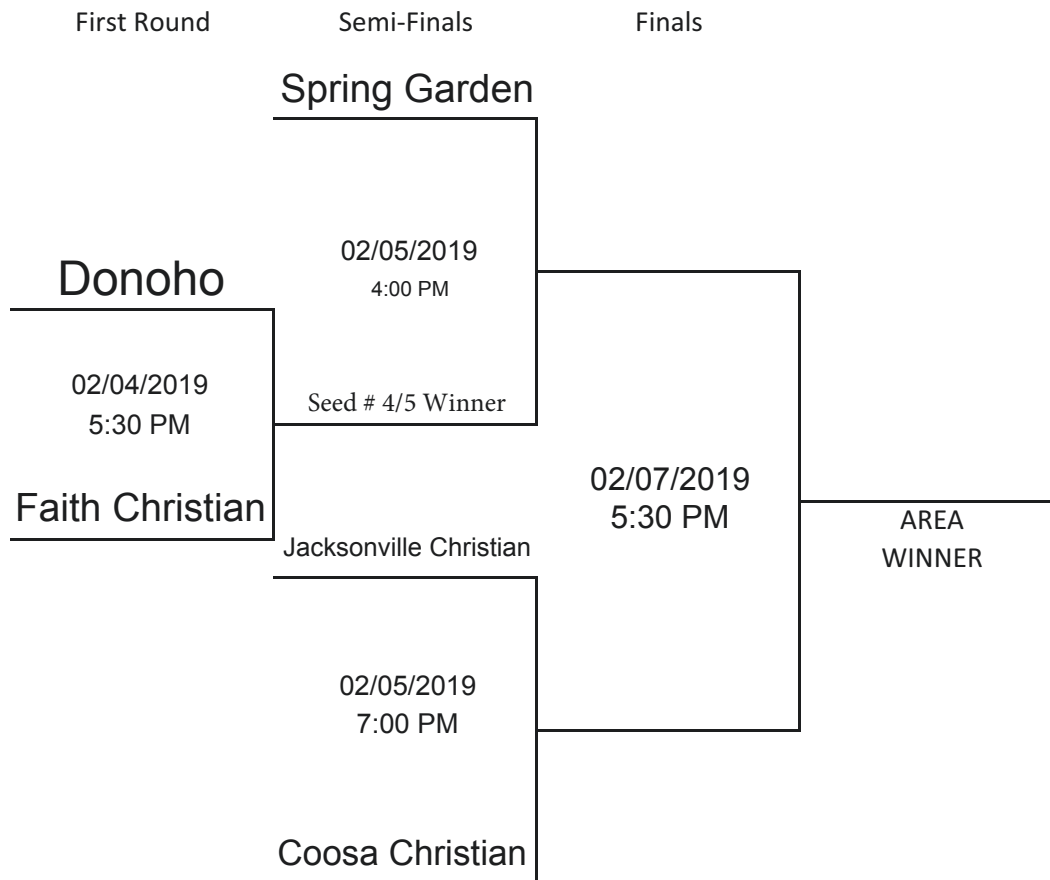 First Round
Semi-Finals
Finals
Spring Garden
02/05/2019
4:00 PM
Donoho
02/04/2019
5:30 PM
Seed # 4/5 Winner
Faith Christian
02/07/2019
5:30 PM
AREA
WINNER
Jacksonville Christian
02/05/2019
7:00 PM
Coosa Christian